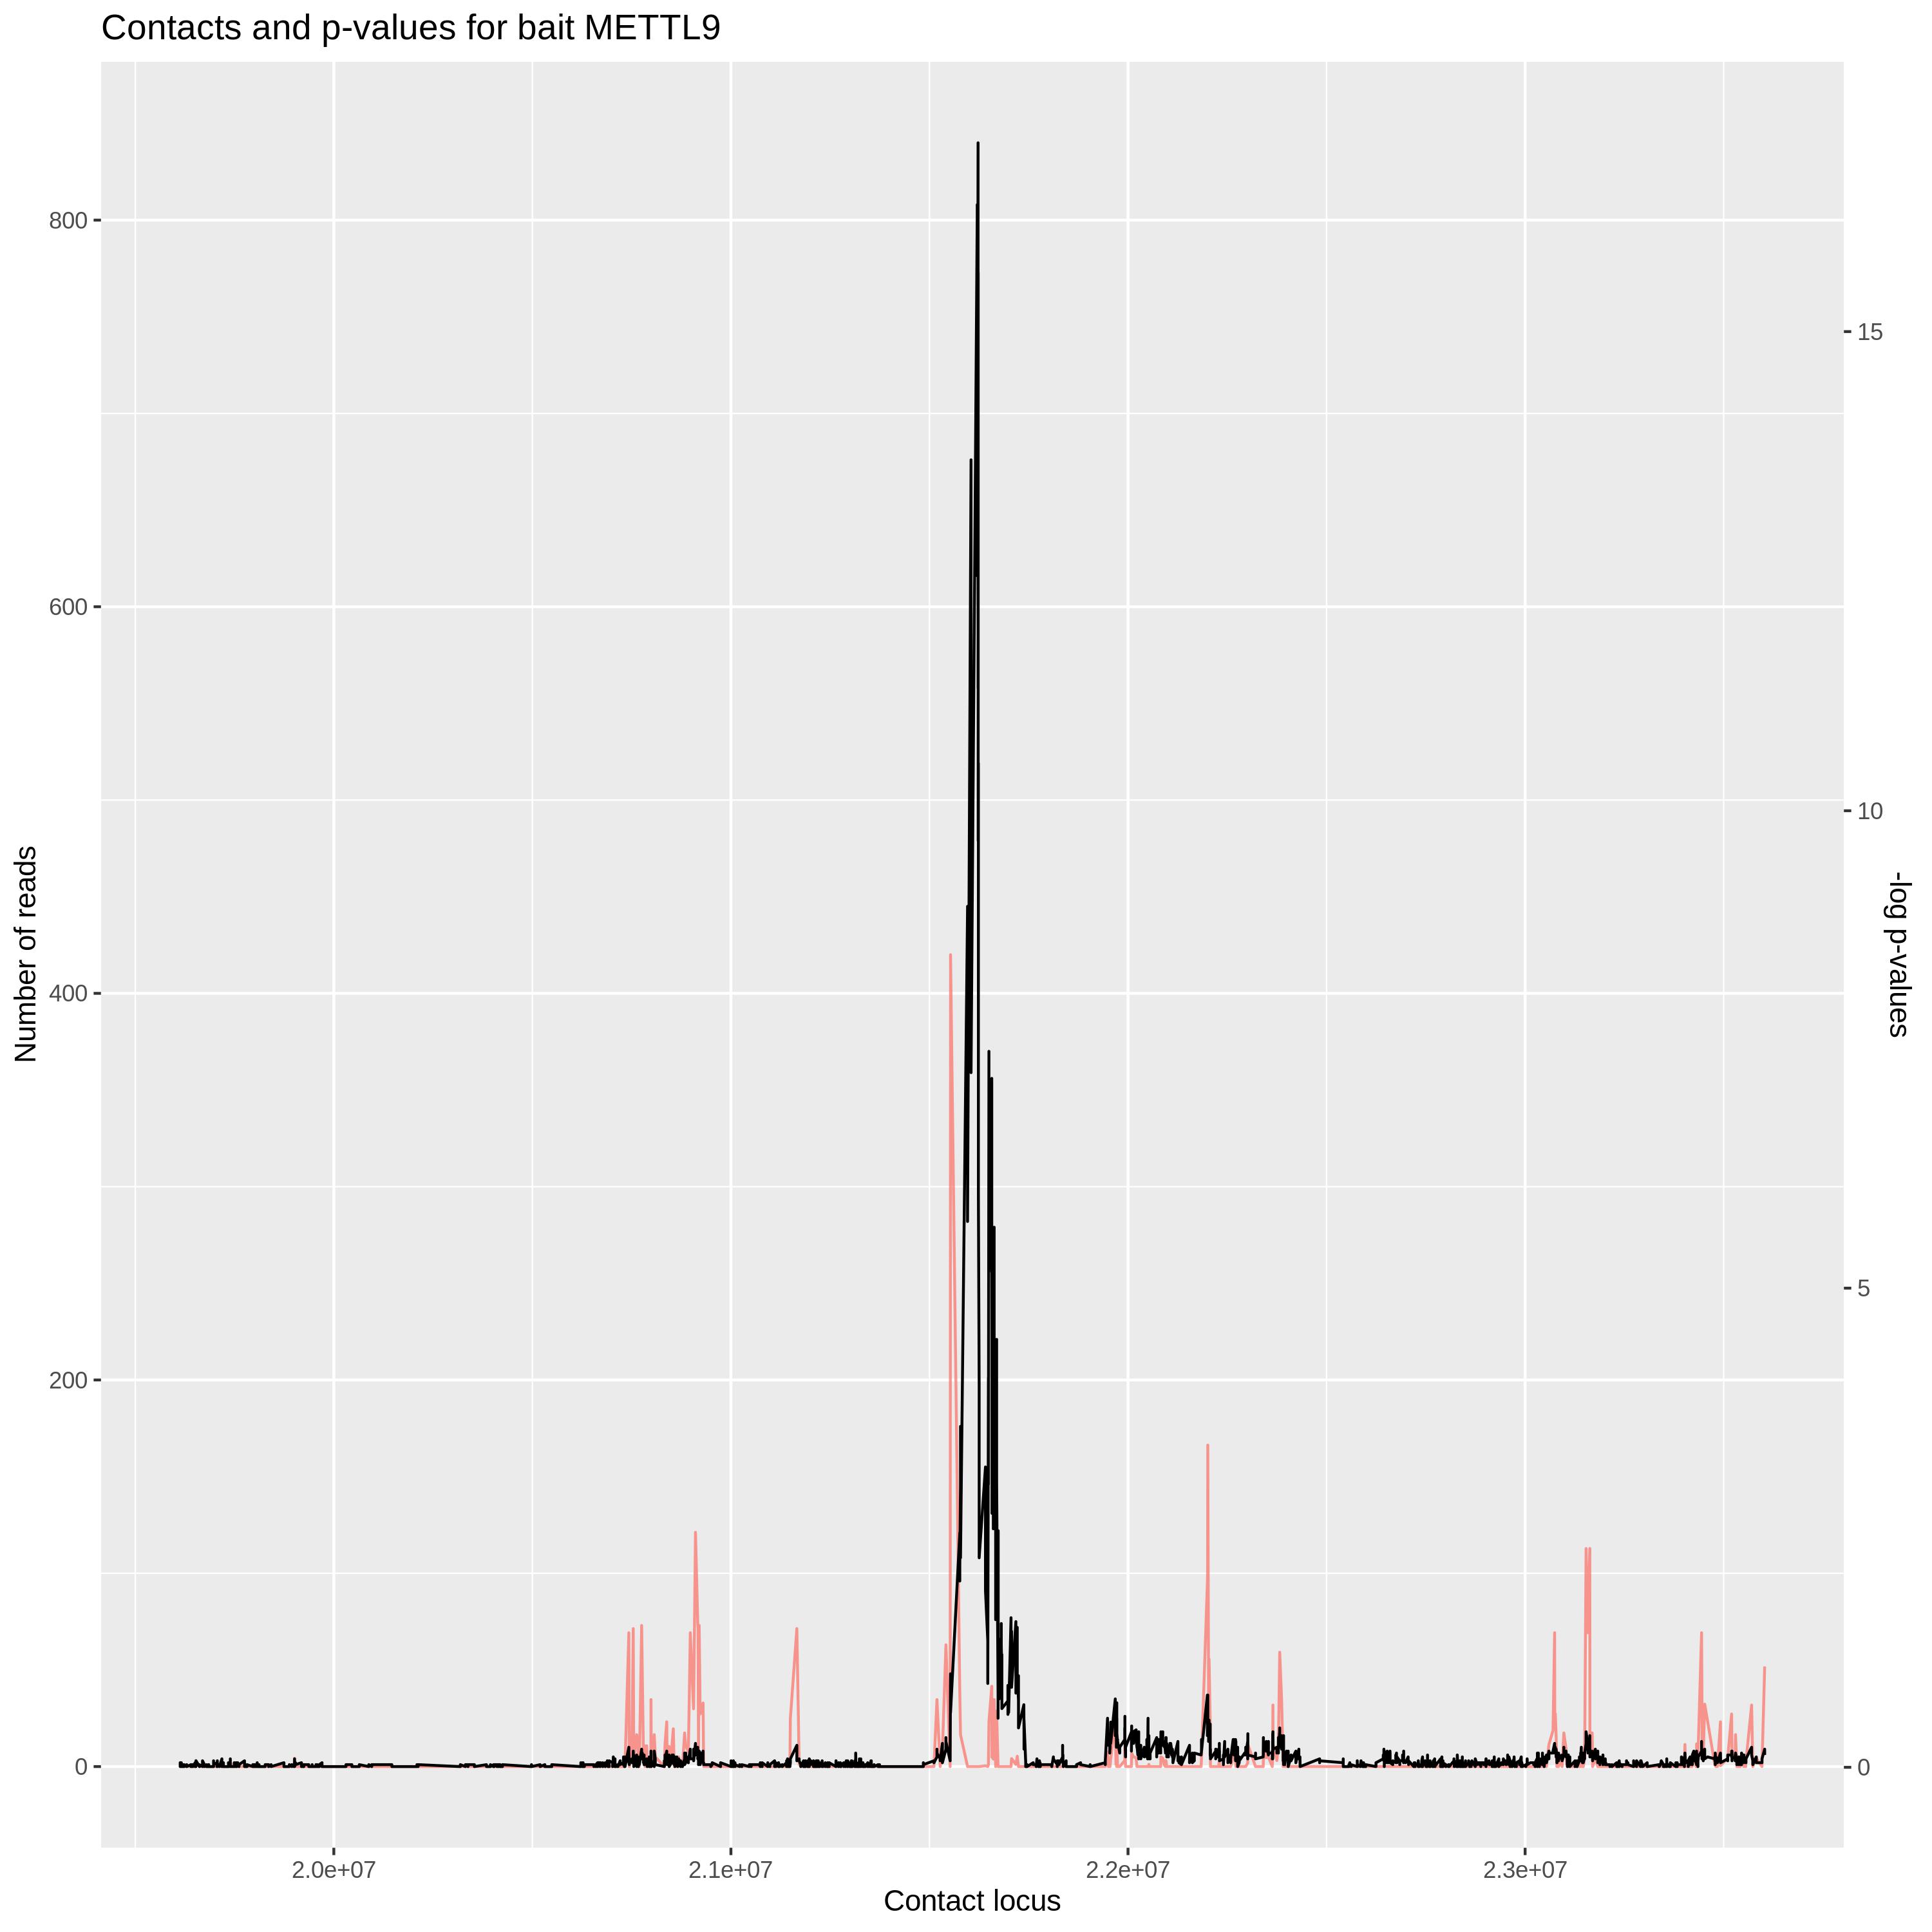 Contacts and p-values for bait METTL9
800
600
400
200
0
Number of reads
15
10
5
0
-log p-values
2.0e+07
2.1e+07
2.2e+07
2.3e+07
Contact locus